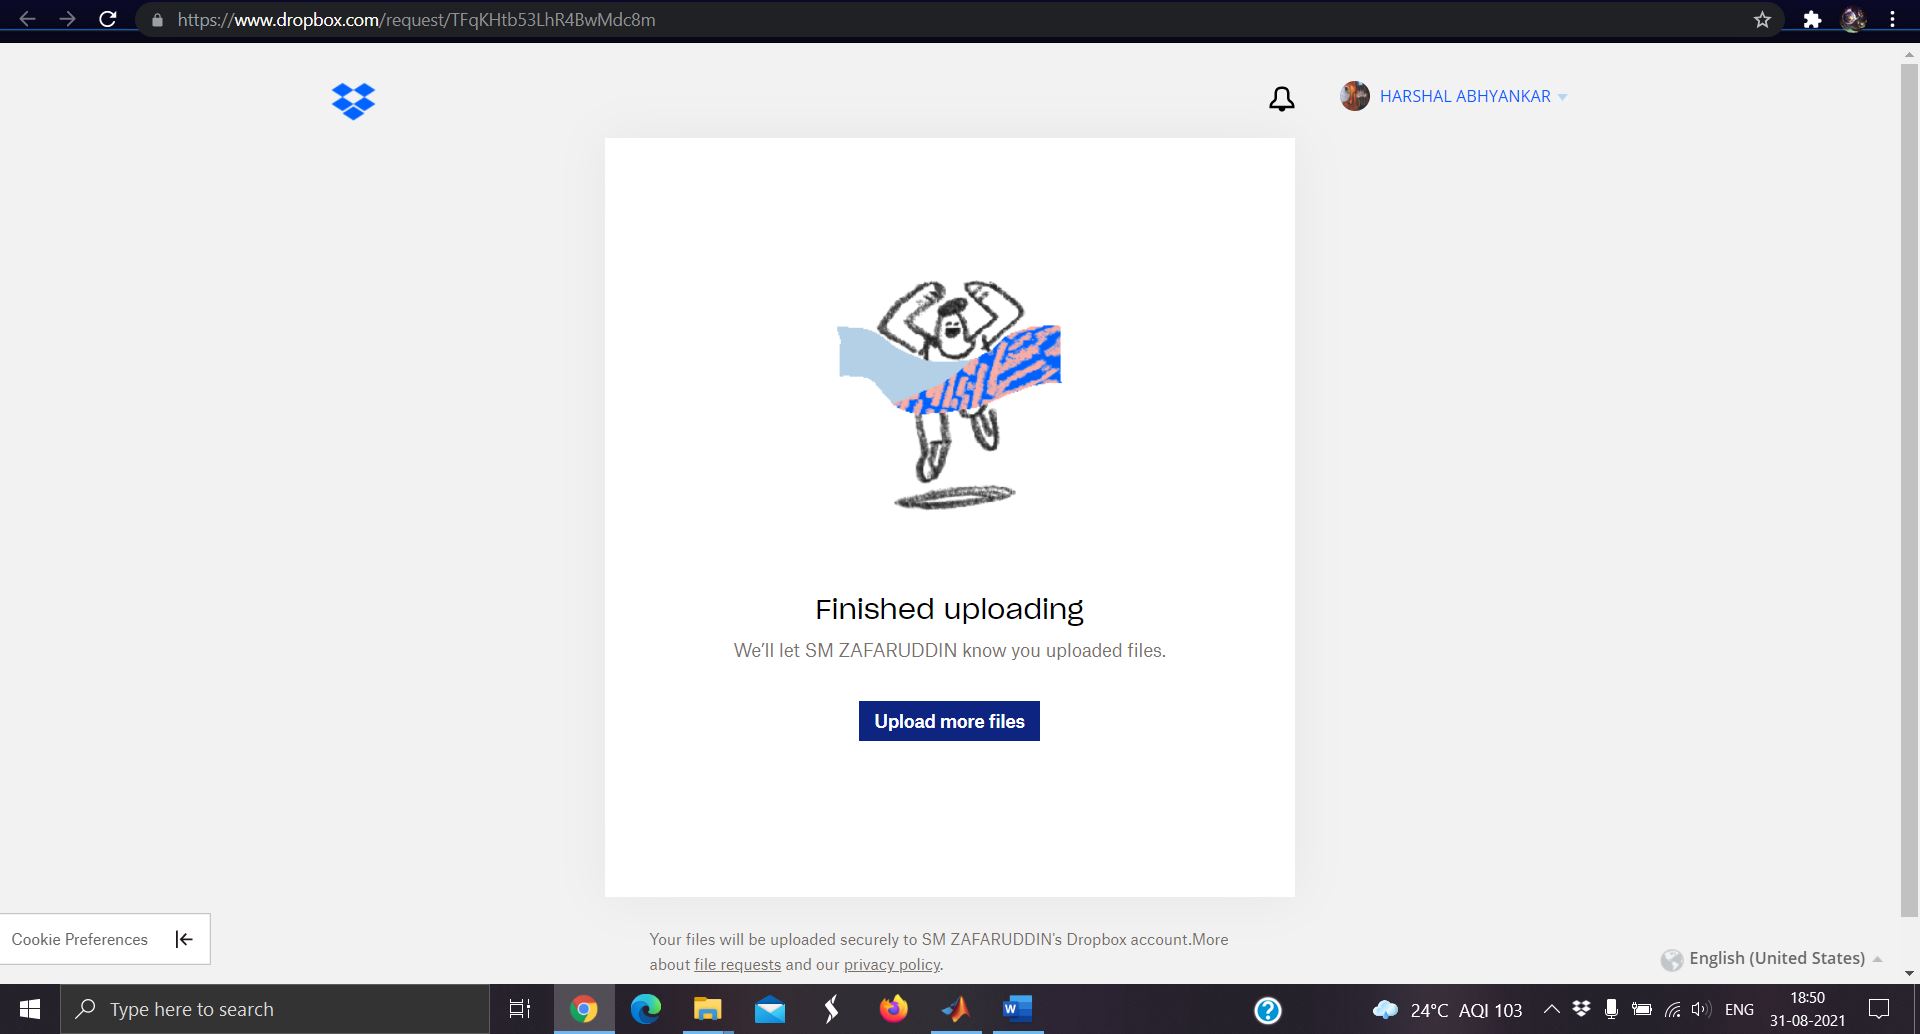 https://www.dropbox.com/request/TFqKHtb53LhR4BwMdc8m
HARSHAL ABHYANKAR
Finished uploading
We'll let SM ZAFARUDDIN know you uploaded files.
Upload more files
Cookie Preferences
Your files will be uploaded securely to SM ZAFARUDDIN's Dropbox account.More
about file requests and our privacy policy.
English (United States)
Type here to search
24°C AQI 103
ENG
18:50
31-08-2021